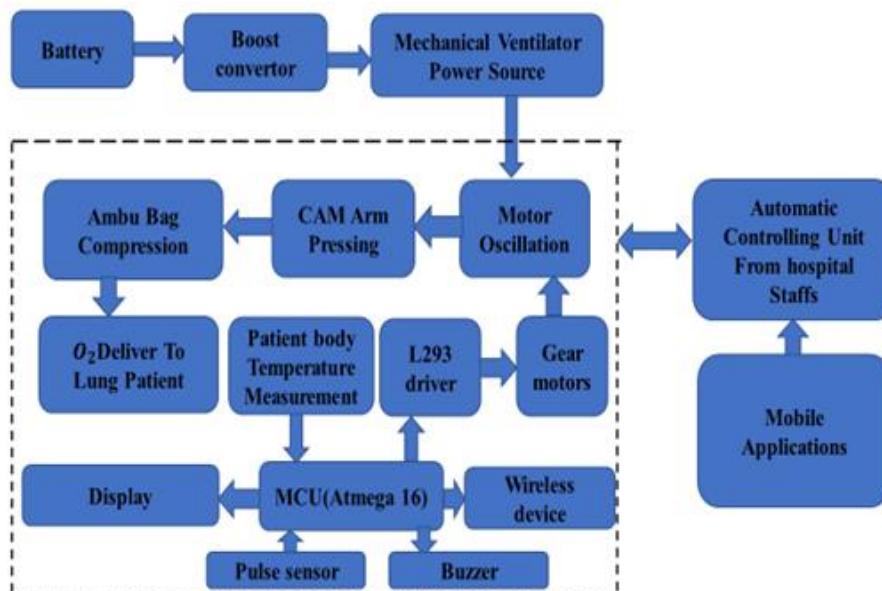 Battery
Boost
convertor
Mechanical Ventilator
Power Source
Ambu Bag
Compression
CAM Arm
Pressing
Motor
Oscillation
Automatic
Controlling Unit
From hospital
Staffs
O₂Deliver To
Lung Patient
Patient body
Temperature
Measurement
L293
driver
Gear
motors
Mobile
Applications
Display
MCU(Atmega 16)
Wireless
device
Pulse sensor
Buzzer